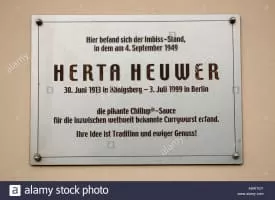 Hier befand sich der Imbiss-Stand,
in dem am 4. September 1949
HERTA HEUWER
30. Juni 1913 in Königsberg – 3. Juli 1999 in Berlin
die pikante Chillup®-Sauce
für die inzwischen weltweit bekannte Currywurst erfand.
Ihre Idee ist Tradition und ewiger Genuss!
alamy stock photo